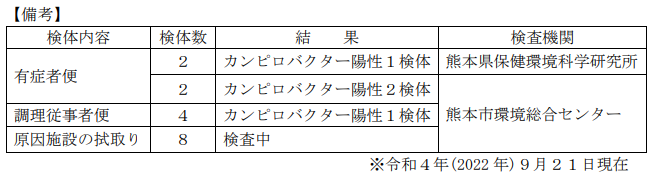 【備考】
検体内容 検体数 結　　果 検査機関
有症者便 ２ カンピロバクター陽性１検体 熊本県保健環境科学研究所
２ カンピロバクター陽性２検体 熊本市環境総合センター
調理従事者便 ４ カンピロバクター陽性１検体
原因施設の拭取り ８ 検査中
※令和４年(2022年)９月２１日現在